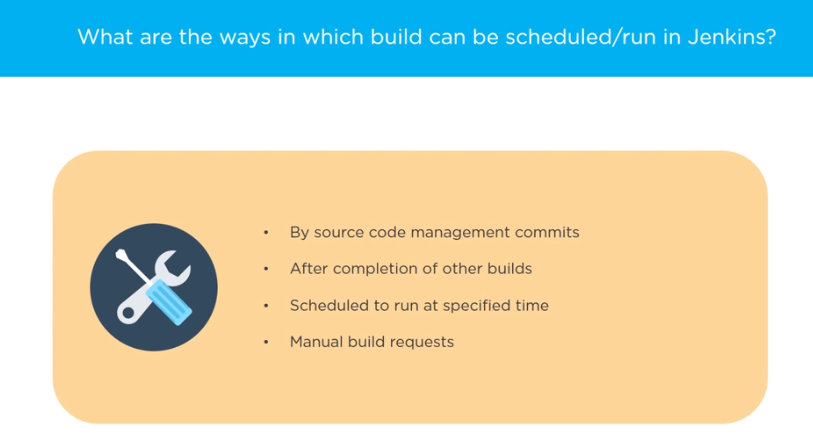 What are the ways in which build can be scheduled/run in Jenkins?
• By source code management commits
• After completion of other builds
• Scheduled to run at specified time
• Manual build requests